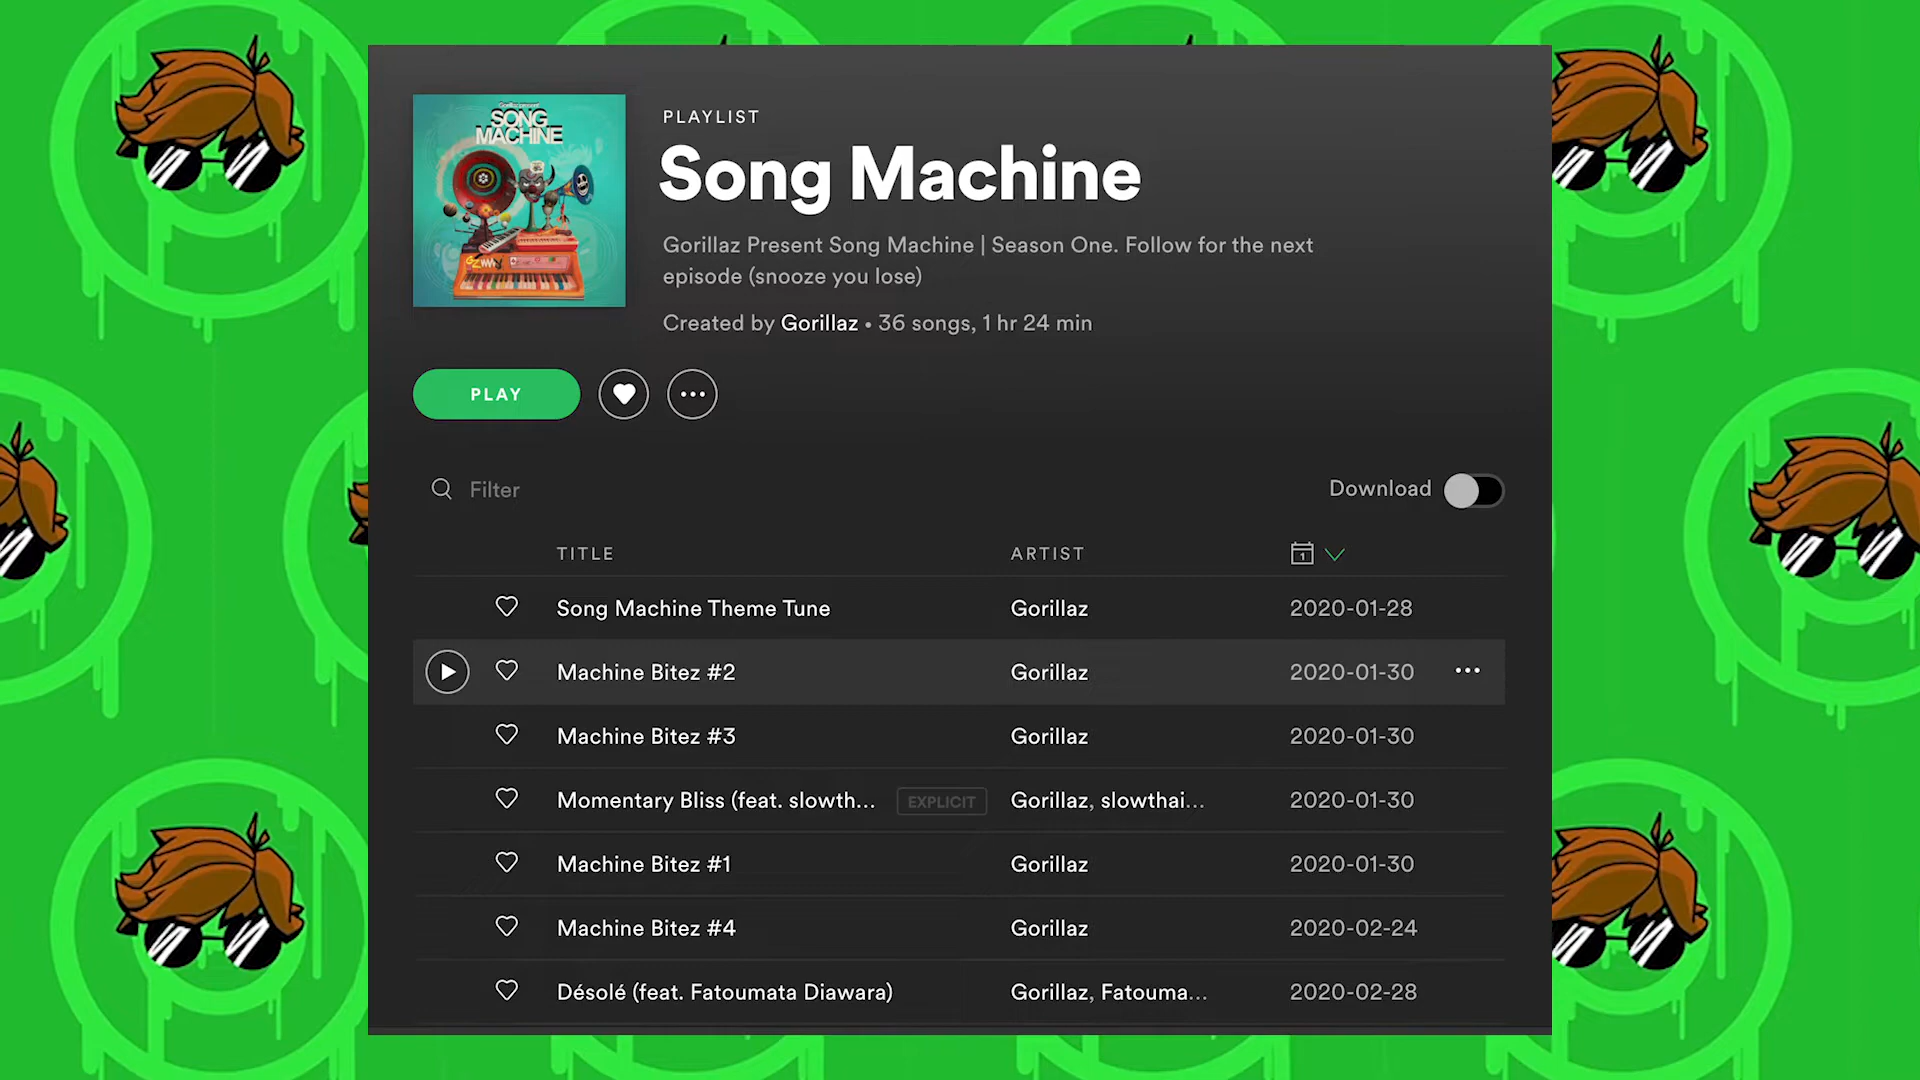 Gorillaz present
SONG
MACHINE
PLAYLIST
Song Machine
Gorillaz Present Song Machine | Season One. Follow for the next
episode (snooze you lose)
Created by Gorillaz • 36 songs, 1 hr 24 min
PLAY
Filter
Download
TITLE ARTIST 1
Song Machine Theme Tune Gorillaz 2020-01-28
Machine Bitez #2 Gorillaz 2020-01-30
Machine Bitez #3 Gorillaz 2020-01-30
Momentary Bliss (feat. slowth... EXPLICIT Gorillaz, slowthai... 2020-01-30
Machine Bitez #1 Gorillaz 2020-01-30
Machine Bitez #4 Gorillaz 2020-02-24
Désolé (feat. Fatoumata Diawara) Gorillaz, Fatouma... 2020-02-28